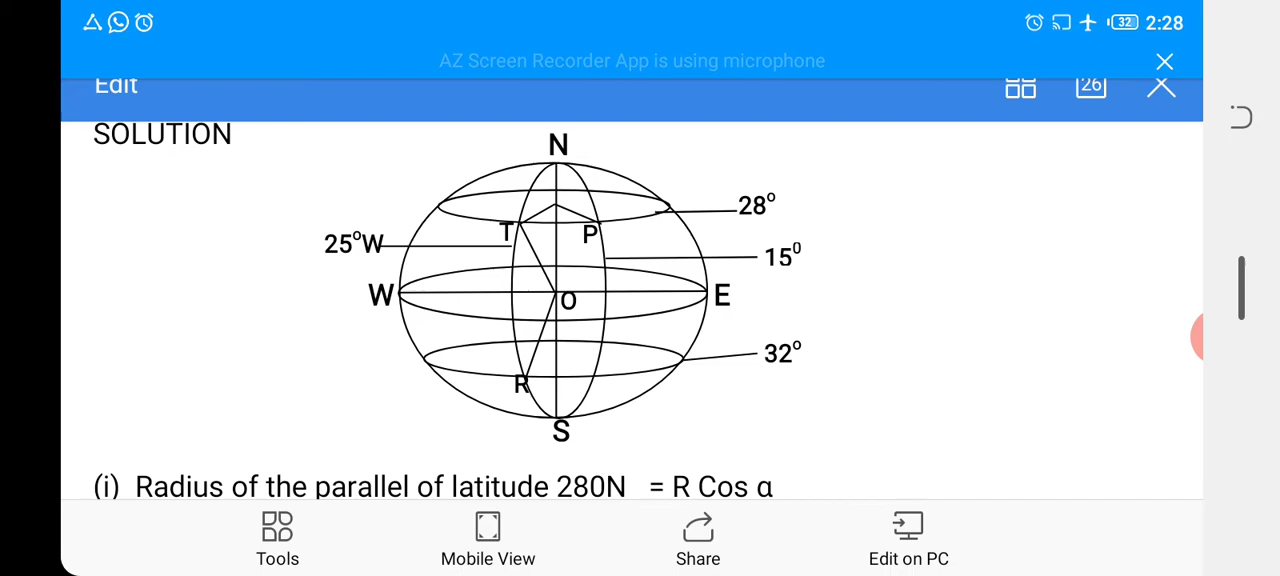 32 2:28
AZ Screen Recorder App is using microphone
Edit
26
SOLUTION
N
28°
T
P
25°W
15⁰
W
O
E
32°
R
S
(i) Radius of the parallel of latitude 280N = R Cos α
Tools
Mobile View
Share
Edit on PC